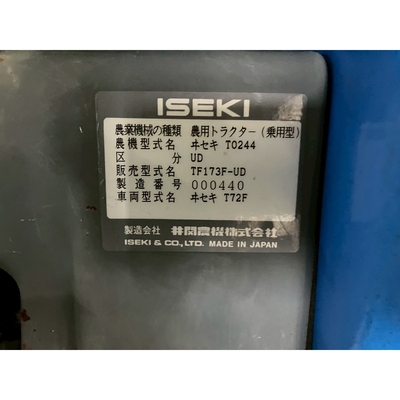 ISEKI
農業機械の種類 農用トラクター(乗用型)
農機型式名 ヰセキ T0244
区分 UD
販売型式名 TF173F-UD
製造番号 000440
車両型式名 ヰセキ T72F
製造会社 井関農機株式会社
ISEKI & CO., LTD. MADE IN JAPAN